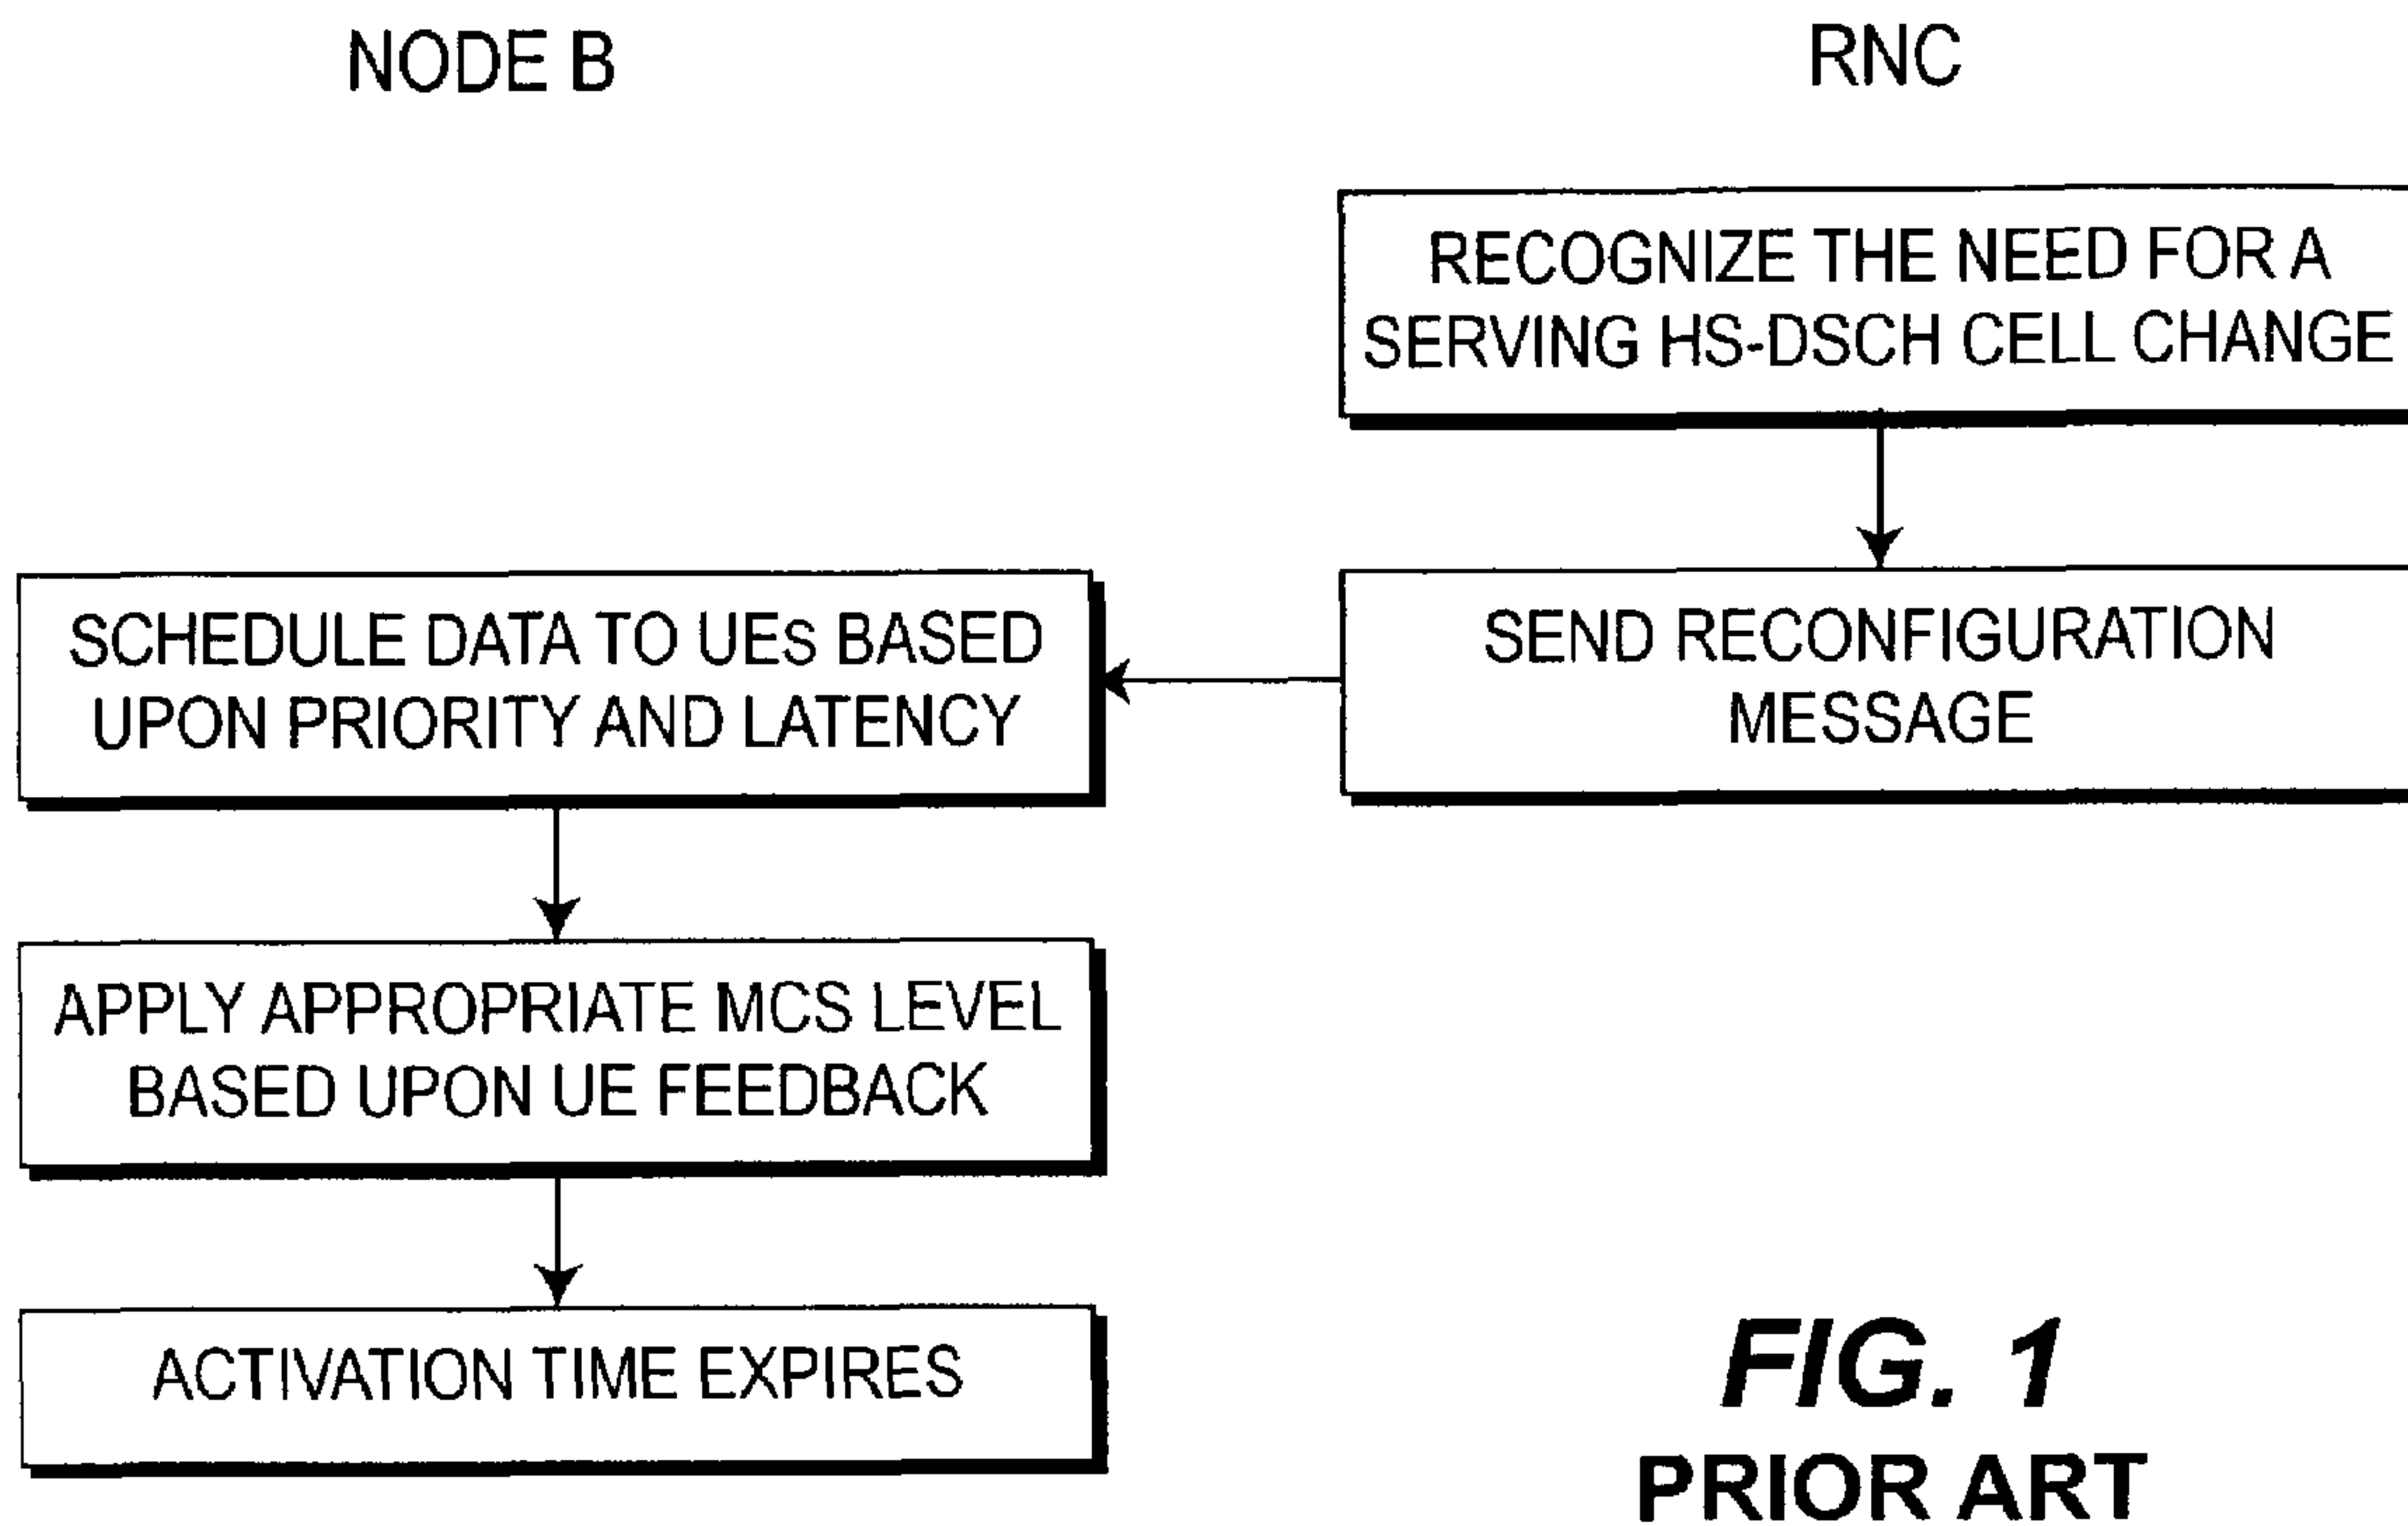 NODE B
RNC
RECOGNIZE THE NEED FOR A
SERVING HS-DSCH CELL CHANGE
SEND RECONFIGURATION
MESSAGE
SCHEDULE DATA TO UEs BASED
UPON PRIORITY AND LATENCY
APPLY APPROPRIATE MCS LEVEL
BASED UPON UE FEEDBACK
ACTIVATION TIME EXPIRES
FIG. 1
PRIOR ART